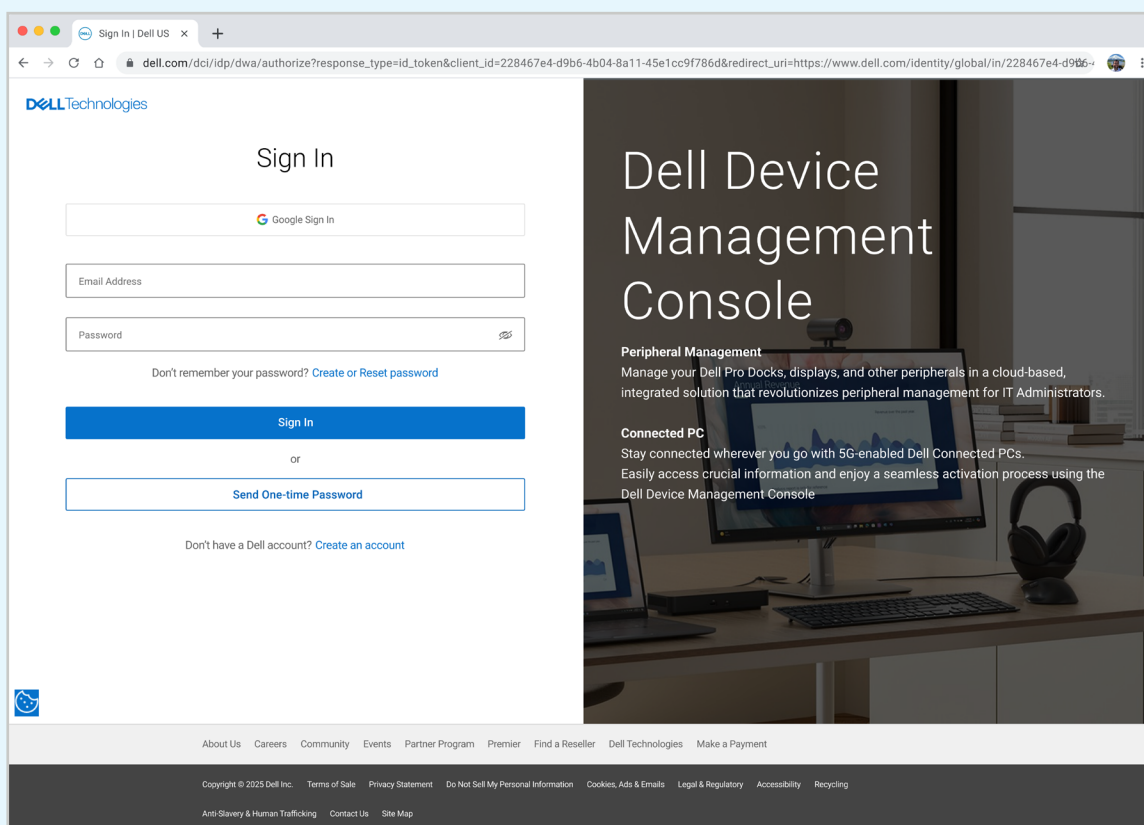 Sign In | Dell US
dell.com/dci/idp/dwa/authorize?response_type=id_token&client_id=228467e4-d9b6-4b04-8a11-45e1cc9f786d&redirect_uri=https://www.dell.com/identity/global/in/228467e4-d9b6-4
DELLTechnologies
Sign In
Google Sign In
Email Address
Password
Don't remember your password? Create or Reset password
Sign In
or
Send One-time Password
Don't have a Dell account? Create an account
Dell Device
Management
Console
Peripheral Management
Manage your Dell Pro Docks, displays, and other peripherals in a cloud-based,
integrated solution that revolutionizes peripheral management for IT Administrators.
Annual Revenue
Connected PC
Stay connected wherever you go with 5G-enabled Dell Connected PCs.
Easily access crucial information and enjoy a seamless activation process using the
Dell Device Management Console
About Us Careers Community Events Partner Program Premier Find a Reseller Dell Technologies Make a Payment
Copyright © 2025 Dell Inc. Terms of Sale Privacy Statement Do Not Sell My Personal Information Cookies, Ads & Emails Legal & Regulatory Accessibility Recycling
Anti-Slavery & Human Trafficking Contact Us Site Map